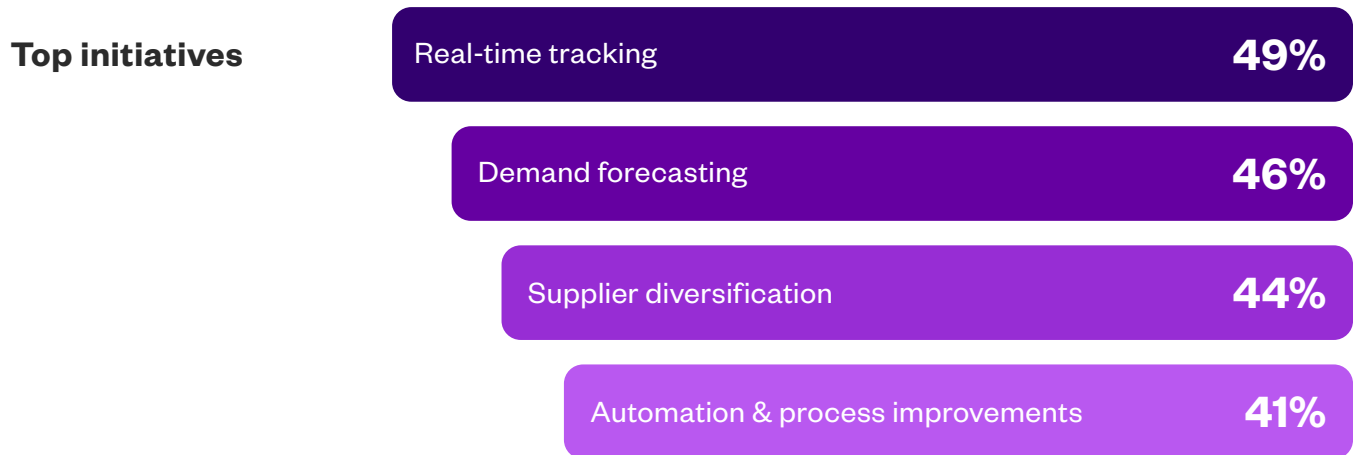 Top initiatives
Real-time tracking 49%
Demand forecasting 46%
Supplier diversification 44%
Automation & process improvements 41%